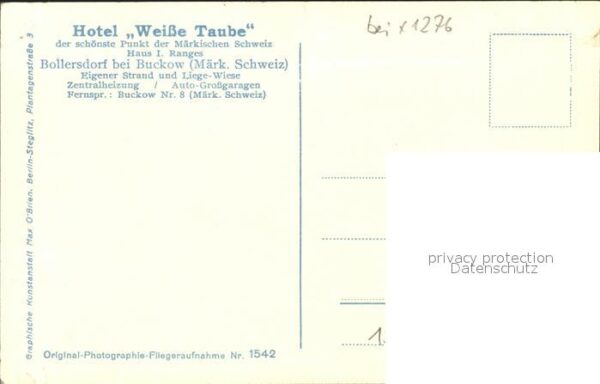 Hotel „Weiße Taube“
der schönste Punkt der Märkischen Schweiz
Haus I. Ranges
Bollersdorf bei Buckow (Märk. Schweiz)
Eigener Strand und Liege-Wiese
Zentralheizung / Auto-Großgaragen
Fernspr.: Buckow Nr. 8 (Märk. Schweiz)
bei x 1276
Graphische Kunstanstalt Max O'Brien, Berlin-Steglitz, Plantagenstraße 3
privacy protection
Datenschutz
1.
Original-Photographie-Fliegeraufnahme Nr. 1542